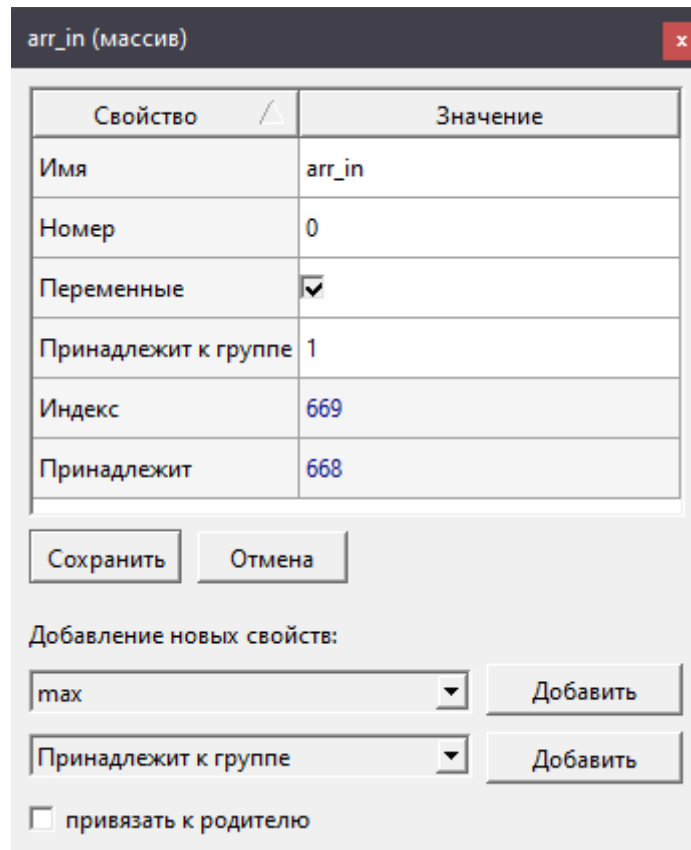 arr_in (массив)
x
Свойство Значение
Имя arr_in
Номер 0
Переменные
Принадлежит к группе 1
Индекс 669
Принадлежит 668
Сохранить Отмена
Добавление новых свойств:
max Добавить
Принадлежит к группе Добавить
привязать к родителю